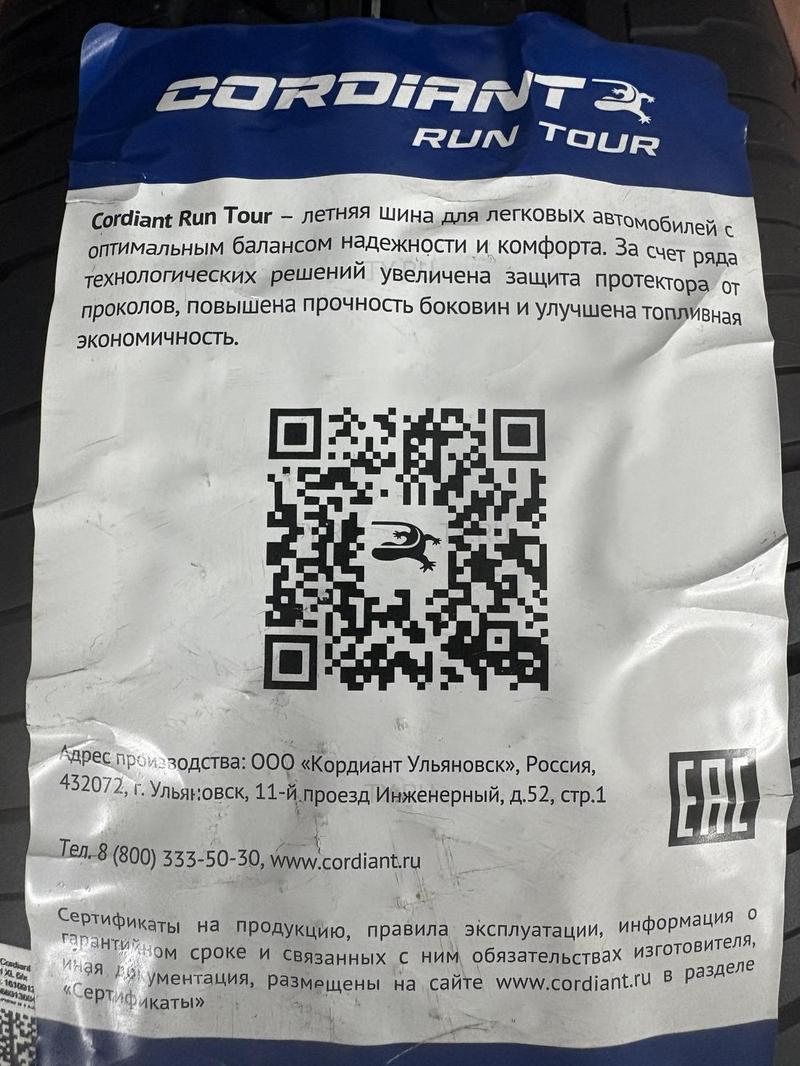 CORDIANT
RUN TOUR
Cordiant Run Tour – летняя шина для легковых автомобилей с
оптимальным балансом надежности и комфорта. За счет ряда
технологических решений увеличена защита протектора от
проколов, повышена прочность боковин и улучшена топливная
экономичность.
Адрес производства: ООО «Кордиант Ульяновск», Россия,
432072, г. Ульяновск, 11-й проезд Инженерный, д.52, стр.1
EAC
Тел. 8 (800) 333-50-30, www.cordiant.ru
Сертификаты на продукцию, правила эксплуатации, информация о
гарантийном сроке и связанных с ним обязательствах изготовителя,
иная документация, размещены на сайте www.cordiant.ru в разделе
«Сертификаты»
Cordiant